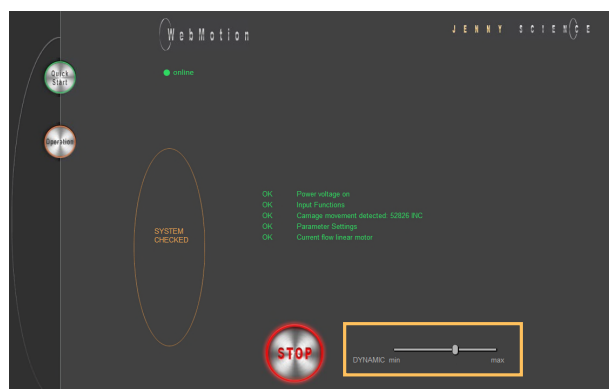 WebMotion
JENNY SCIENCE
online
Quick
Start
Operation
OK Power voltage on
OK Input Functions
OK Carriage movement detected: 52826 INC
OK Parameter Settings
OK Current flow linear motor
SYSTEM
CHECKED
STOP
DYNAMIC min max